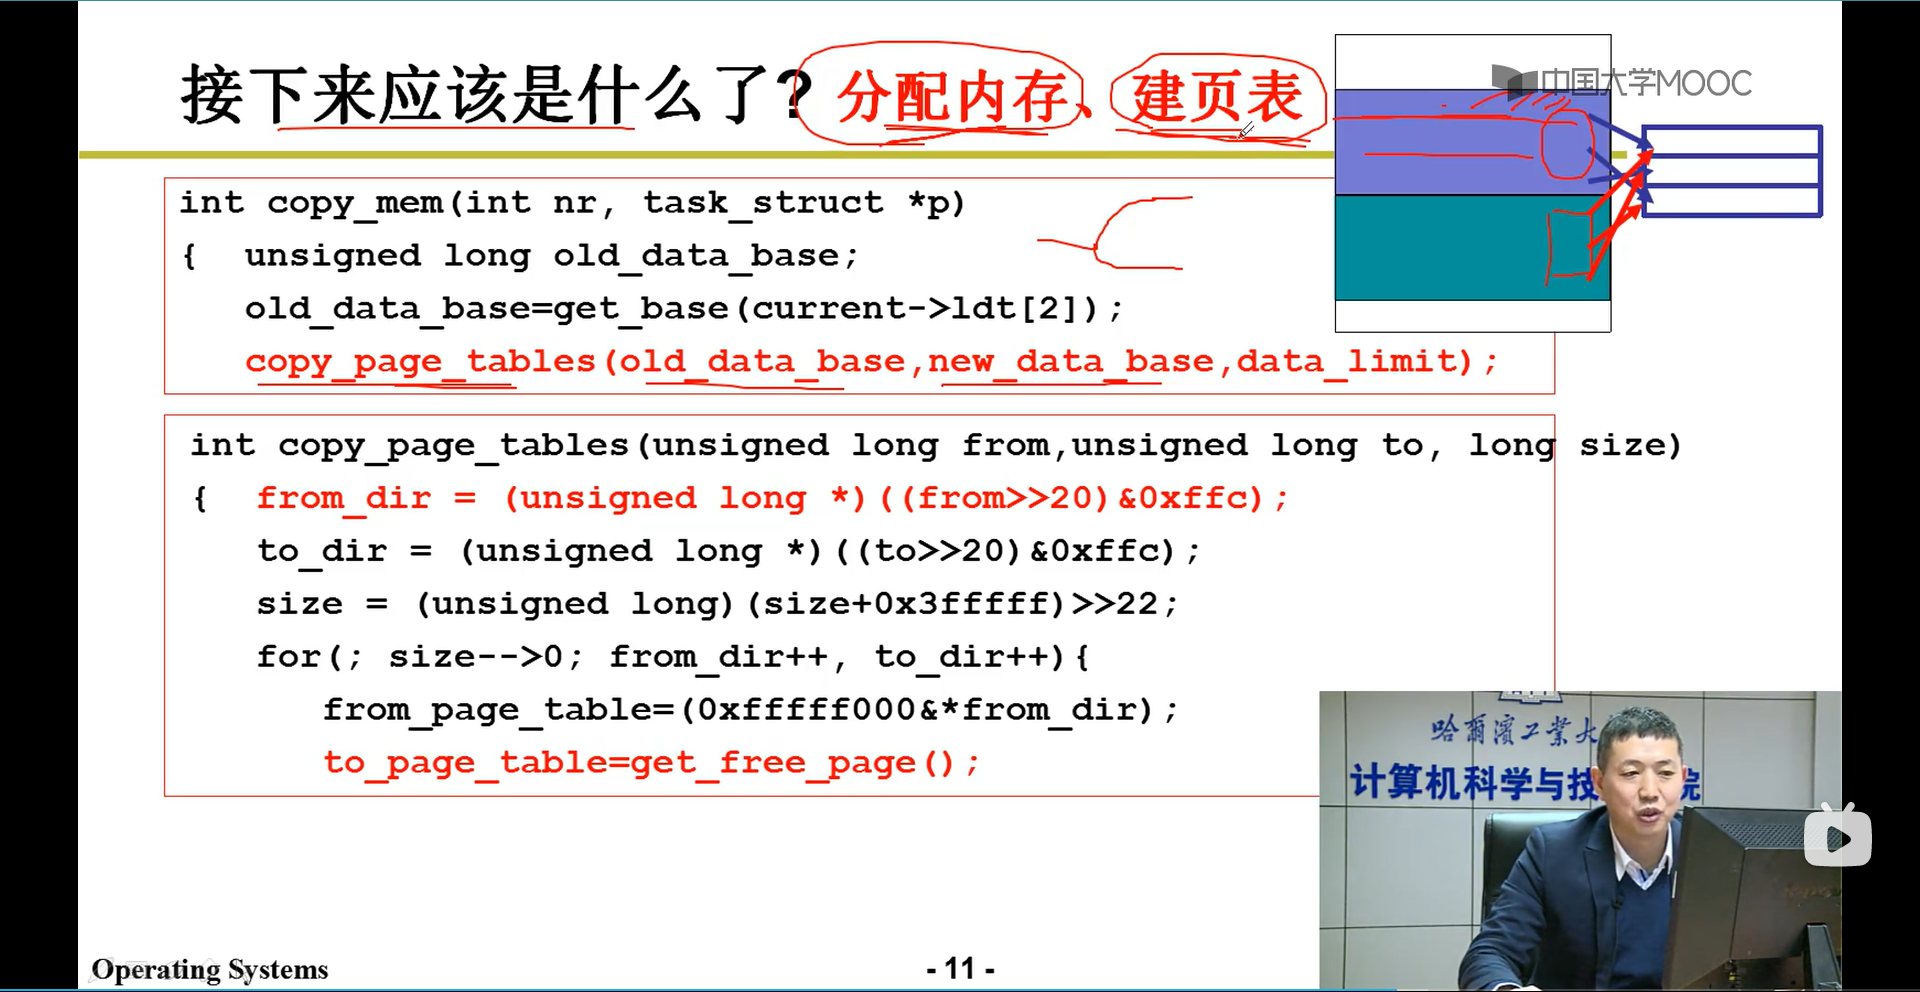 接下来应该是什么了？分配内存、建页表
中国大学MOOC
int copy_mem(int nr, task_struct *p)
{ unsigned long old_data_base;
old_data_base=get_base(current->ldt[2]);
copy_page_tables(old_data_base,new_data_base,data_limit);
int copy_page_tables(unsigned long from,unsigned long to, long size)
{ from_dir = (unsigned long *)((from>>20)&0xffc);
to_dir = (unsigned long *)((to>>20)&0xffc);
size = (unsigned long)(size+0x3fffff)>>22;
for(; size-->0; from_dir++, to_dir++){
from_page_table=(0xfffff000&*from_dir);
to_page_table=get_free_page();
哈爾濱工業大
计算机科学与技 院
Operating Systems
- 11 -